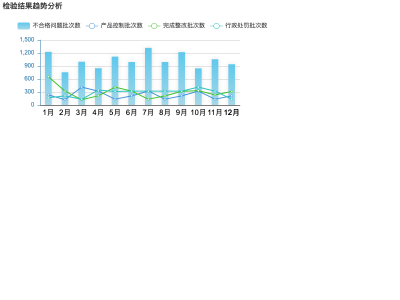 检验结果趋势分析
不合格问题批次数 产品控制批次数 完成整改批次数 行政处罚批次数
1,500
1,200
900
600
300
0
1月 2月 3月 4月 5月 6月 7月 8月 9月 10月 11月 12月